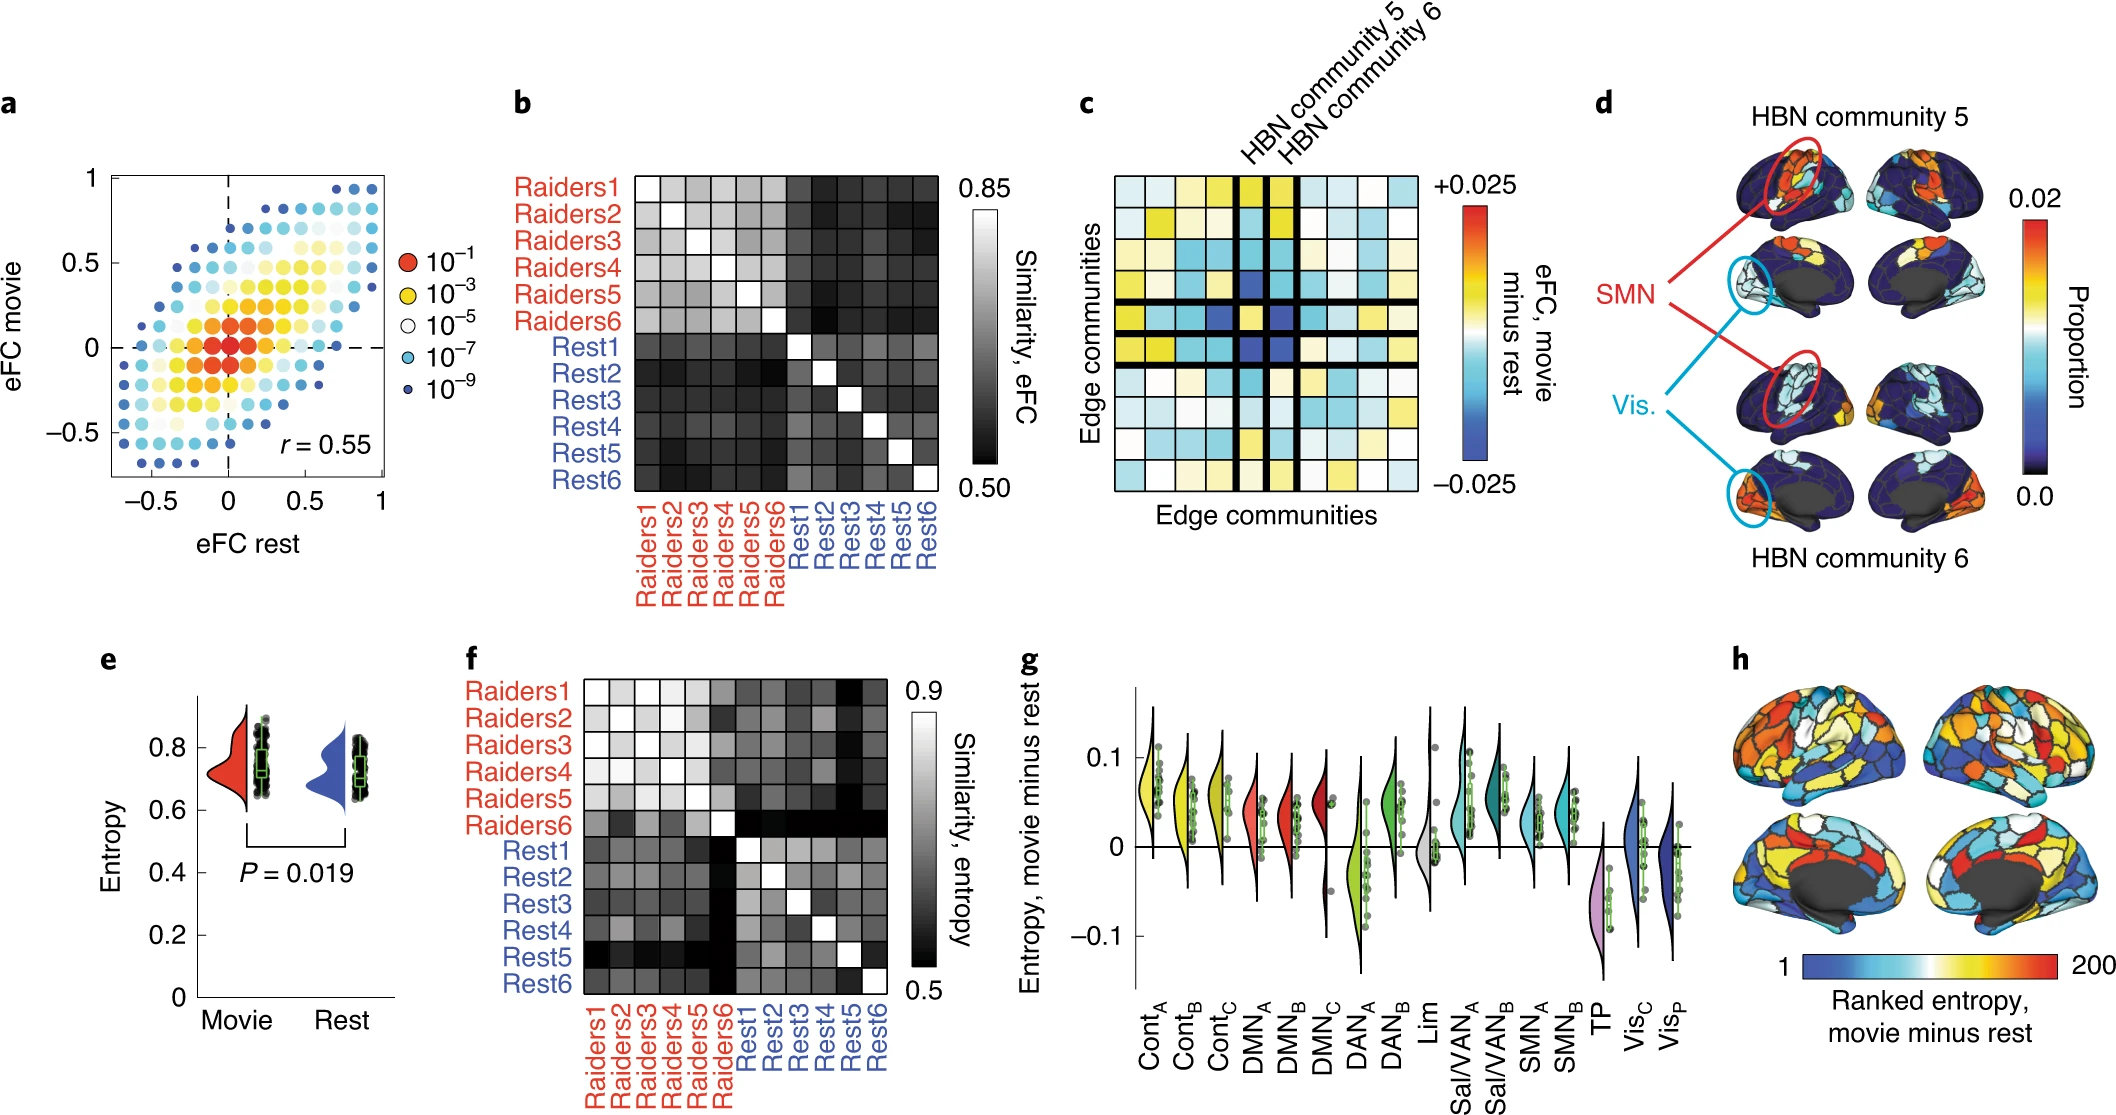 a
1
0.5
0
−0.5
eFC movie
−0.5
0
0.5
1
eFC rest
r = 0.55
10−1
10−3
10−5
10−7
10−9
b
Raiders1
Raiders2
Raiders3
Raiders4
Raiders5
Raiders6
Rest1
Rest2
Rest3
Rest4
Rest5
Rest6
Raiders1
Raiders2
Raiders3
Raiders4
Raiders5
Raiders6
Rest1
Rest2
Rest3
Rest4
Rest5
Rest6
0.85
Similarity, eFC
0.50
c
HBN community 5
HBN community 6
Edge communities
Edge communities
+0.025
eFC, movie
minus rest
−0.025
d
HBN community 5
SMN
Vis.
HBN community 6
0.02
Proportion
0.0
e
Entropy
0.8
0.6
0.4
0.2
0
P = 0.019
Movie
Rest
f
Raiders1
Raiders2
Raiders3
Raiders4
Raiders5
Raiders6
Rest1
Rest2
Rest3
Rest4
Rest5
Rest6
Raiders1
Raiders2
Raiders3
Raiders4
Raiders5
Raiders6
Rest1
Rest2
Rest3
Rest4
Rest5
Rest6
0.9
Similarity, entropy
0.5
g
Entropy, movie minus rest
0.1
0
−0.1
ContA
ContB
ContC
DMNA
DMNB
DMNC
DANA
DANB
Lim
Sal/VANA
Sal/VANB
SMNA
SMNB
TP
VisC
VisP
h
1
200
Ranked entropy,
movie minus rest